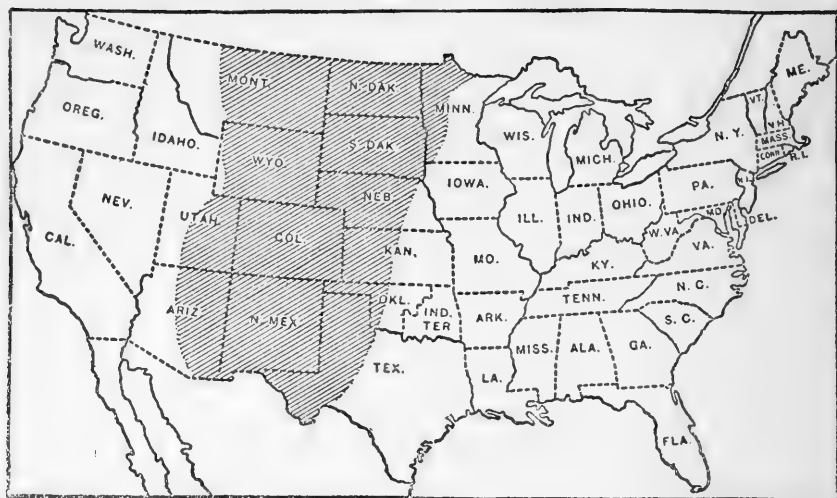 WASH.
MONT.
N. DAK
MINN.
ME.
OREG.
IDAHO.
WIS.
MICH.
N.Y.
VT.
N.H.
MASS.
CONN.
R.I.
WYO.
S. DAK.
NEV.
UTAH.
NEB.
IOWA.
PA.
N.J.
CAL.
COL.
KAN.
ILL.
IND.
OHIO.
W.VA.
MD.
DEL.
VA.
MO.
KY.
ARIZ.
N. MEX.
OKL.
IND.
TER
ARK.
TENN.
N. C.
S. C.
TEX.
LA.
MISS.
ALA.
GA.
FLA.